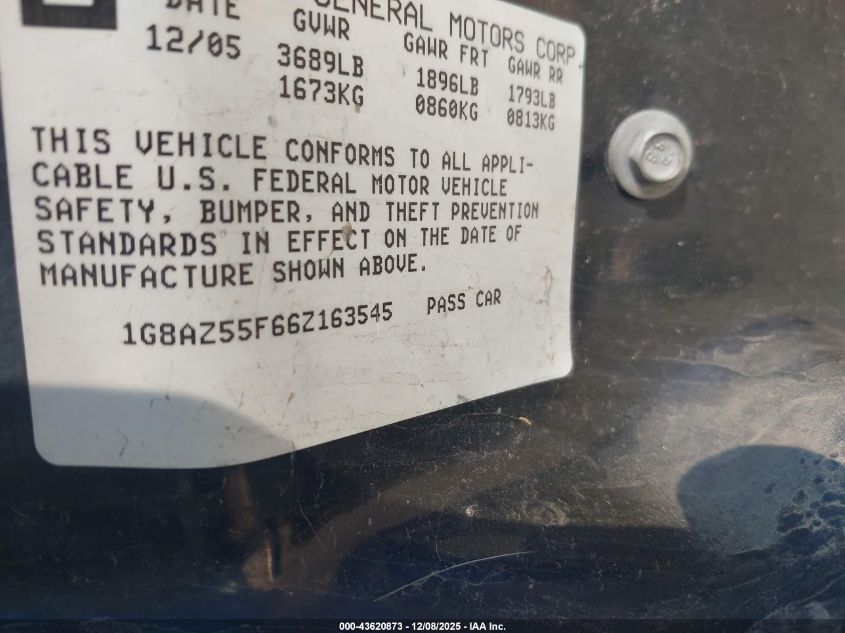 DATE GENERAL MOTORS CORP
12/05 GVWR GAWR FRT GAWR RR
3689LB 1896LB 1793LB
1673KG 0860KG 0813KG
THIS VEHICLE CONFORMS TO ALL APPLI-
CABLE U.S. FEDERAL MOTOR VEHICLE
SAFETY, BUMPER, AND THEFT PREVENTION
STANDARDS IN EFFECT ON THE DATE OF
MANUFACTURE SHOWN ABOVE.
1G8AZ55F66Z163545 PASS CAR
000-43620873 - 12/08/2025 - IAA Inc.